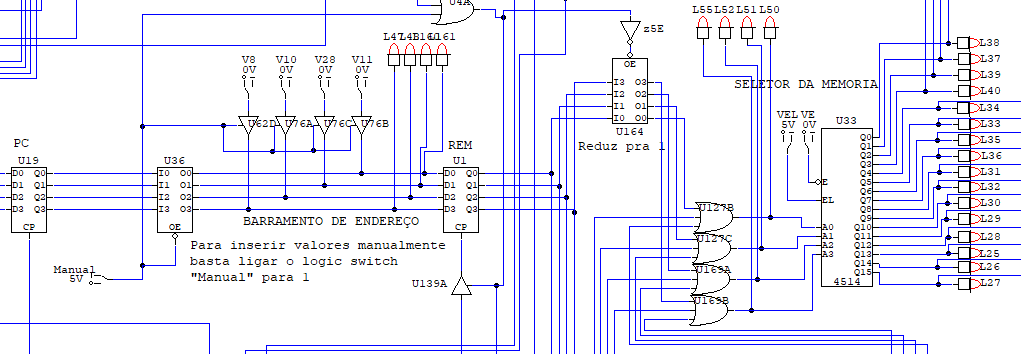 U4A
z5E
L55 L52 L51 L50
L47 L61
V8 V10 V28 V11
0V 0V 0V 0V
U62D U76A U76C U76B
OE
I3 O3
I2 O2
I1 O1
I0 O0
U164
Reduz pra 1
SELETOR DA MEMORIA
VEL VE
5V 0V
U33
E
EL
A0
A1
A2
A3
Q0
Q1
Q2
Q3
Q4
Q5
Q6
Q7
Q8
Q9
Q10
Q11
Q12
Q13
Q14
Q15
4514
L38
L37
L39
L40
L34
L33
L35
L36
L31
L32
L30
L29
L28
L25
L26
L27
PC
U19
D0 Q0
D1 Q1
D2 Q2
D3 Q3
CP
U36
I0 O0
I1 O1
I2 O2
I3 O3
OE
REM
U1
D0 Q0
D1 Q1
D2 Q2
D3 Q3
CP
BARRAMENTO DE ENDEREÇO
Para inserir valores manualmente
basta ligar o logic switch
"Manual" para 1
Manual
5V
U139A
U127B
U127C
U169A
U169B